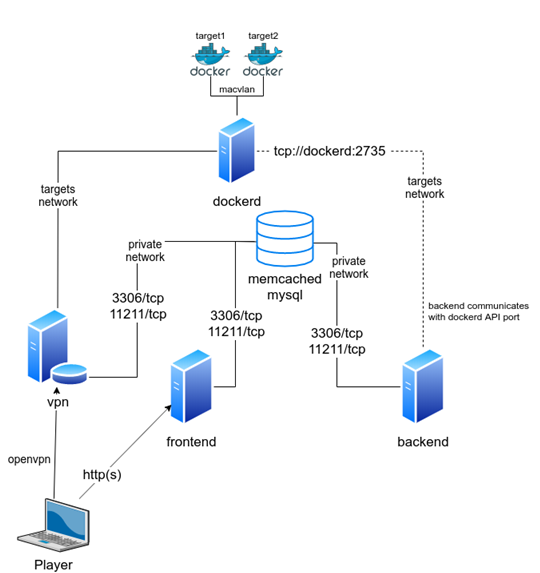 target1
target2
docker
docker
macvlan
tcp://dockerd:2735
dockerd
targets
network
targets
network
private
network
memcached
mysql
private
network
3306/tcp
11211/tcp
3306/tcp
11211/tcp
3306/tcp
11211/tcp
backend communicates
with dockerd API port
vpn
frontend
backend
openvpn
http(s)
Player